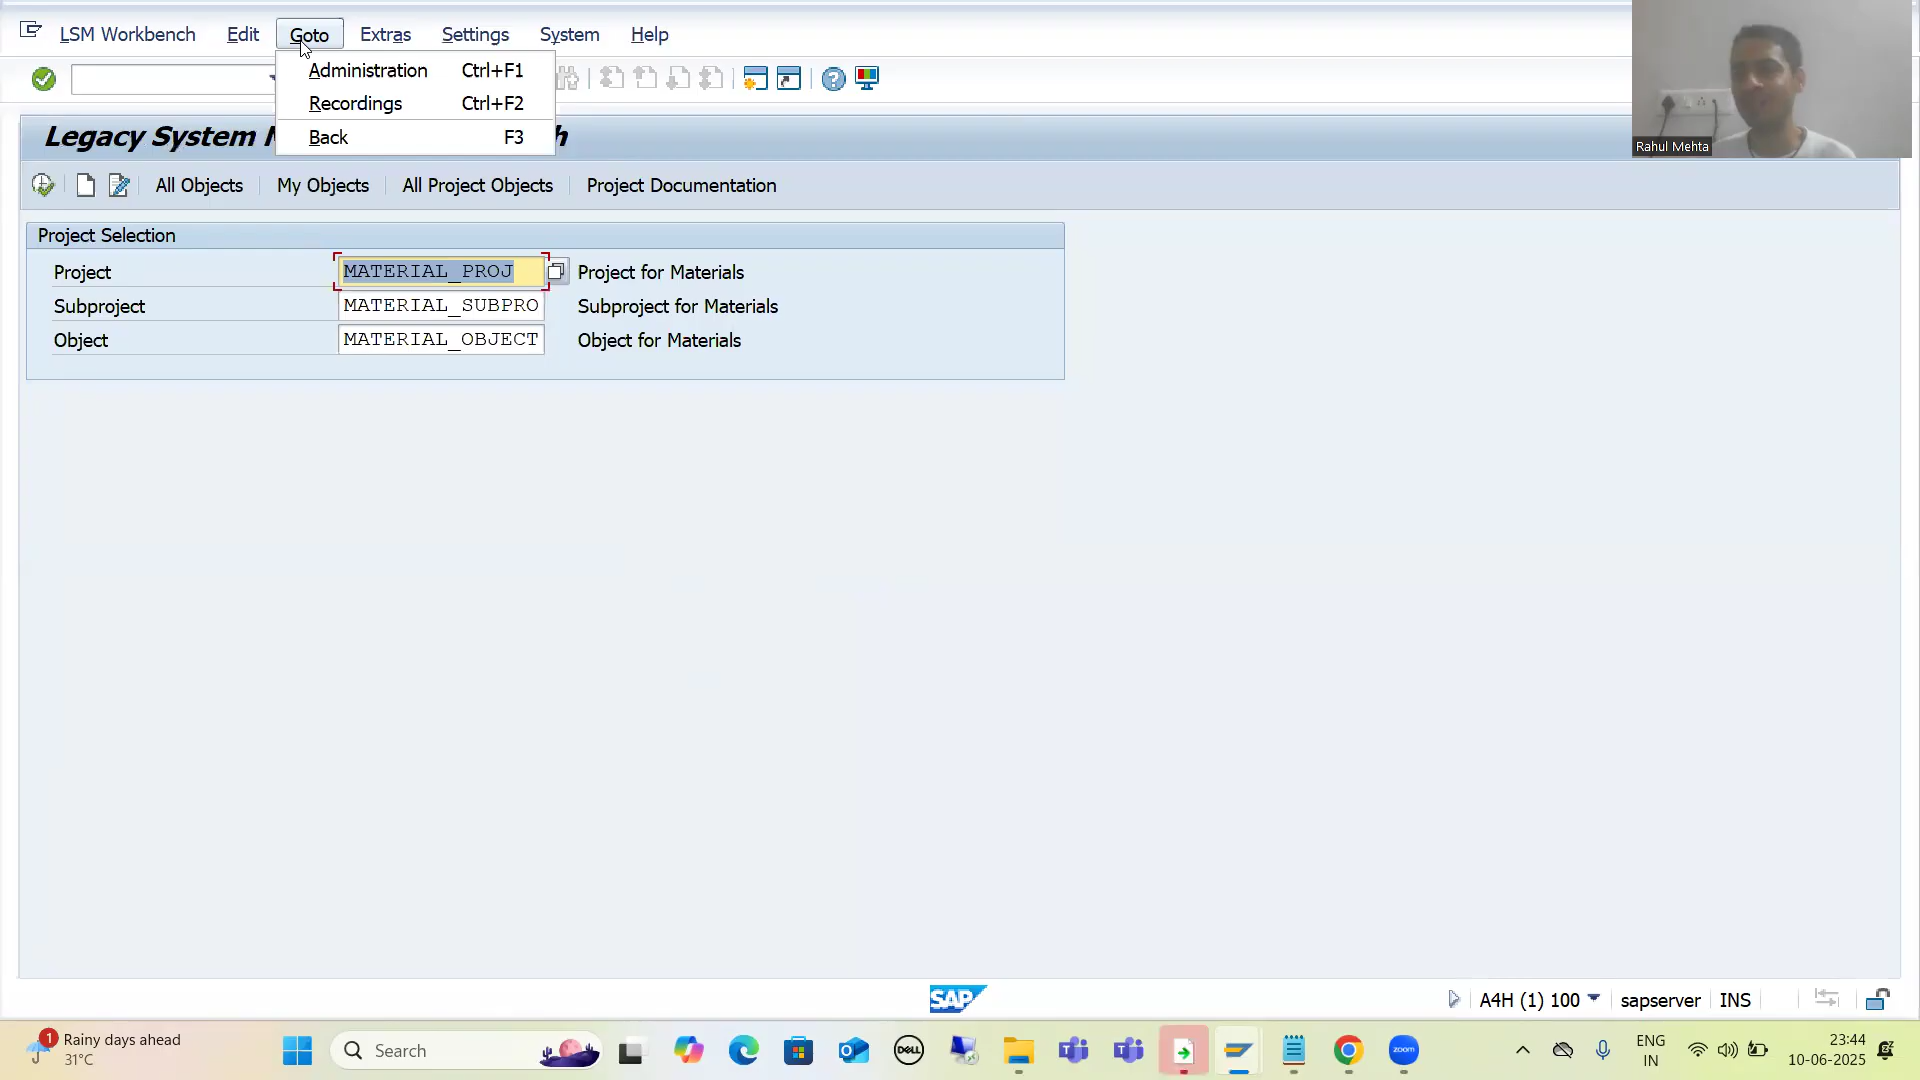 LSM Workbench Edit Goto Extras Settings System Help
Administration Ctrl+F1
Recordings Ctrl+F2
Back F3
Legacy System M h
All Objects My Objects All Project Objects Project Documentation
Project Selection
Project MATERIAL_PROJ Project for Materials
Subproject MATERIAL_SUBPRO Subproject for Materials
Object MATERIAL_OBJECT Object for Materials
Rahul Mehta
SAP A4H (1) 100 sapserver INS
1 Rainy days ahead
31°C
Search
DELL
zoom
ENG
IN
23:44
10-06-2025